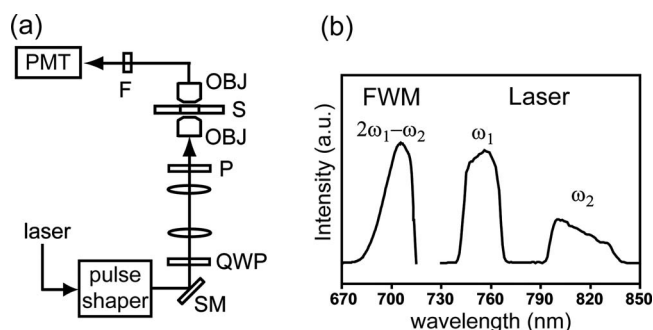 (a)
PMT
F
OBJ
S
OBJ
P
laser
QWP
pulse
shaper
SM
(b)
FWM
Laser
2ω₁−ω₂
ω₁
ω₂
Intensity (a.u.)
670 700 730 760 790 820 850
wavelength (nm)